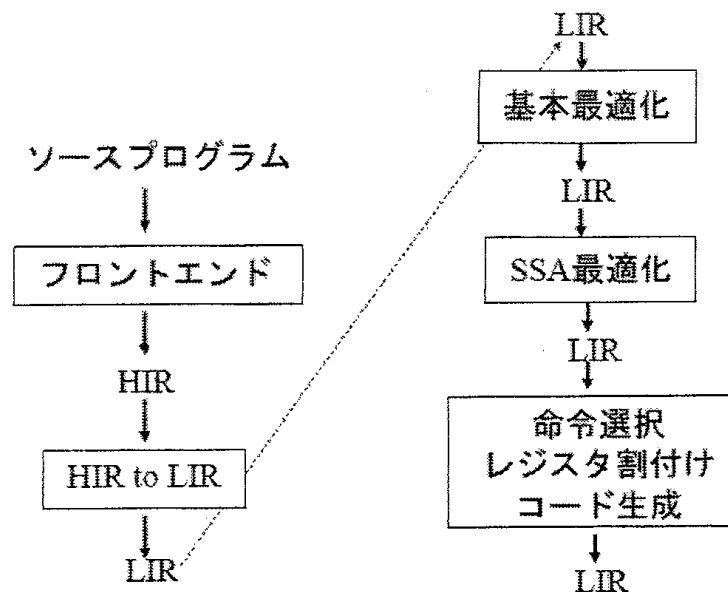 ソースプログラム
フロントエンド
HIR
HIR to LIR
LIR
LIR
基本最適化
LIR
SSA最適化
LIR
命令選択
レジスタ割付け
コード生成
LIR